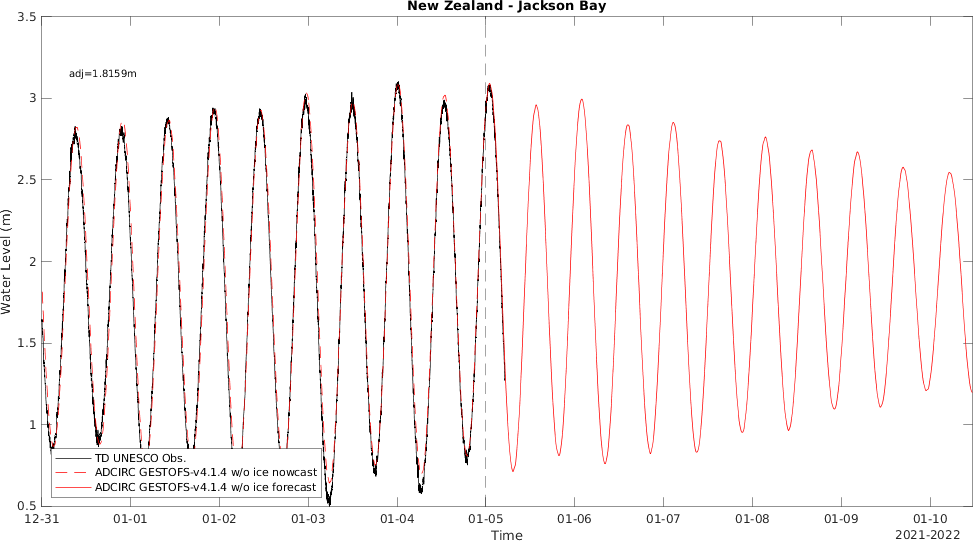 New Zealand - Jackson Bay
3.5
adj=1.8159m
3
2.5
2
1.5
1
0.5
Water Level (m)
TD UNESCO Obs.
ADCIRC GESTOFS-v4.1.4 w/o ice nowcast
ADCIRC GESTOFS-v4.1.4 w/o ice forecast
12-31 01-01 01-02 01-03 01-04 01-05 01-06 01-07 01-08 01-09 01-10
Time
2021-2022